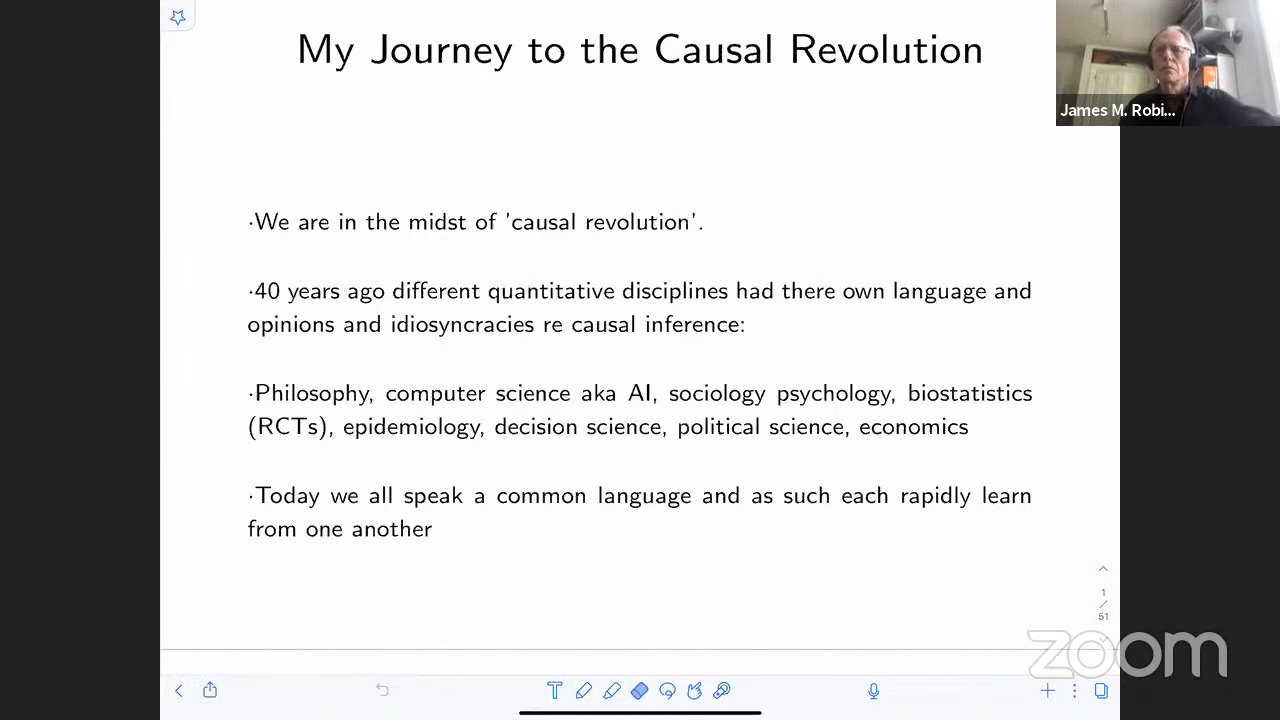 My Journey to the Causal Revolution
James M. Robi...
·We are in the midst of 'causal revolution'.
·40 years ago different quantitative disciplines had there own language and
opinions and idiosyncracies re causal inference:
·Philosophy, computer science aka AI, sociology psychology, biostatistics
(RCTs), epidemiology, decision science, political science, economics
·Today we all speak a common language and as such each rapidly learn
from one another
1
/
51
zoom
T